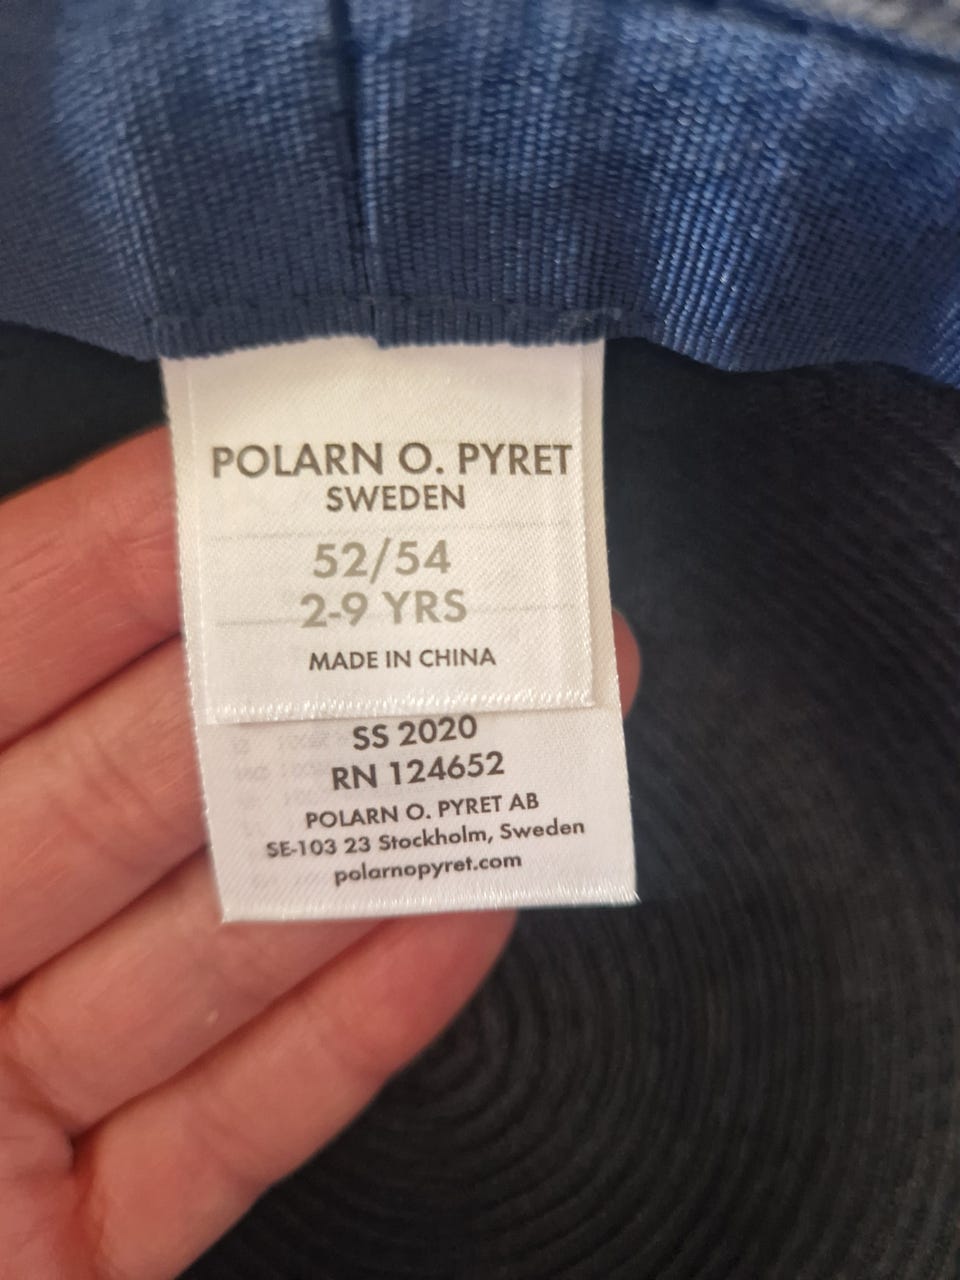 POLARN O. PYRET
SWEDEN
52/54
2-9 YRS
MADE IN CHINA
SS 2020
RN 124652
POLARN O. PYRET AB
SE-103 23 Stockholm, Sweden
polarnopyret.com